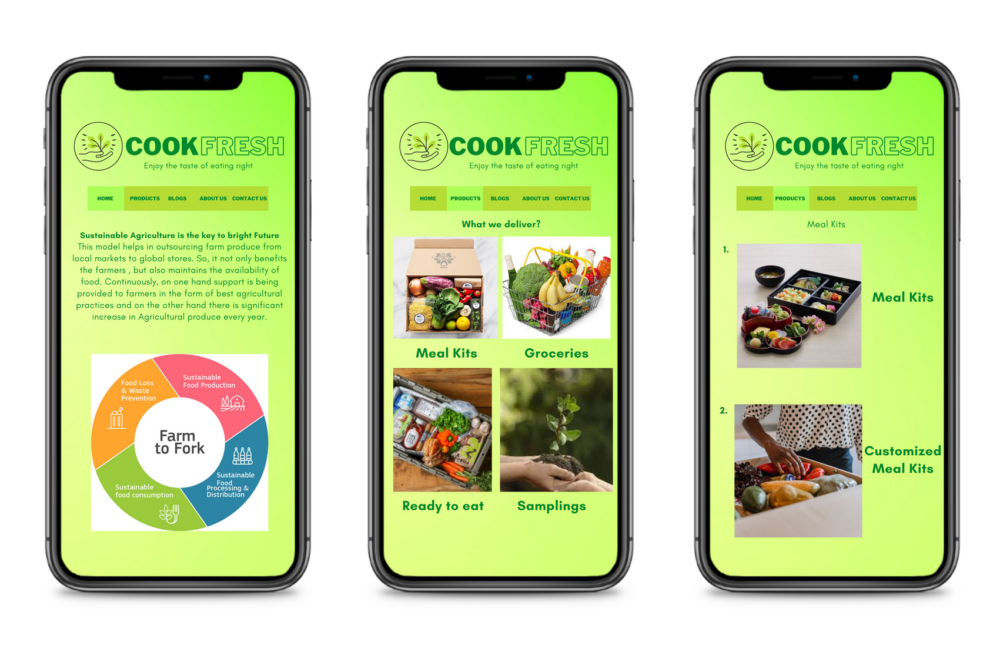 COOK FRESH
Enjoy the taste of eating right
HOME PRODUCTS BLOGS ABOUT US CONTACT US
Sustainable Agriculture is the key to bright Future
This model helps in outsourcing farm produce from
local markets to global stores. So, it not only benefits
the farmers , but also maintains the availability of
food. Continuously, on one hand support is being
provided to farmers in the form of best agricultural
practices and on the other hand there is significant
increase in Agricultural produce every year.
Food Loss
& Waste
Prevention
Sustainable
Food Production
Farm
to Fork
Sustainable
Food
Processing &
Distribution
Sustainable
food consumption
COOK FRESH
Enjoy the taste of eating right
HOME PRODUCTS BLOGS ABOUT US CONTACT US
What we deliver?
Meal Kits
Groceries
Ready to eat
Samplings
COOK FRESH
Enjoy the taste of eating right
HOME PRODUCTS BLOGS ABOUT US CONTACT US
Meal Kits
1.
Meal Kits
2.
Customized
Meal Kits